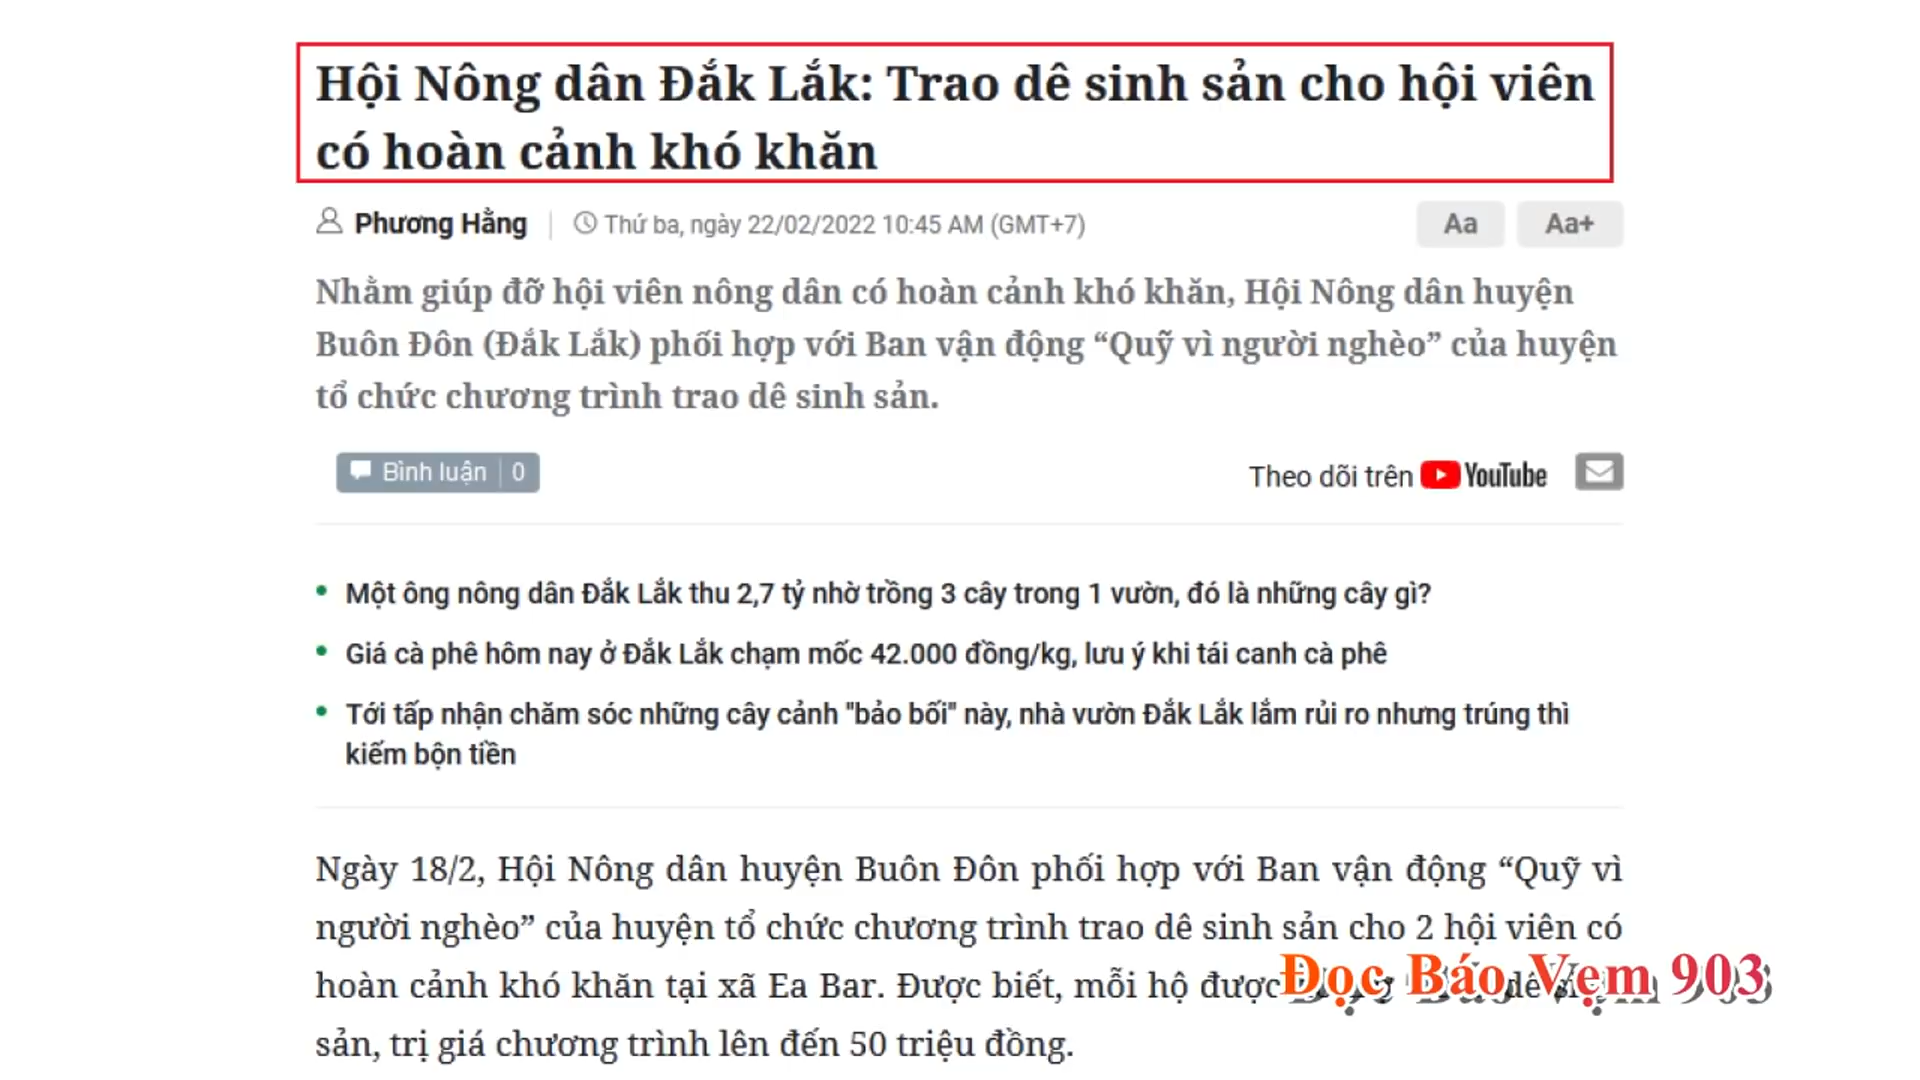 Hội Nông dân Đắk Lắk: Trao dê sinh sản cho hội viên
có hoàn cảnh khó khăn
Phương Hằng Thứ ba, ngày 22/02/2022 10:45 AM (GMT+7) Aa Aa+
Nhằm giúp đỡ hội viên nông dân có hoàn cảnh khó khăn, Hội Nông dân huyện
Buôn Đôn (Đắk Lắk) phối hợp với Ban vận động “Quỹ vì người nghèo” của huyện
tổ chức chương trình trao dê sinh sản.
Bình luận 0 Theo dõi trên YouTube
• Một ông nông dân Đắk Lắk thu 2,7 tỷ nhờ trồng 3 cây trong 1 vườn, đó là những cây gì?
• Giá cà phê hôm nay ở Đắk Lắk chạm mốc 42.000 đồng/kg, lưu ý khi tái canh cà phê
• Tới tấp nhận chăm sóc những cây cảnh "bảo bối" này, nhà vườn Đắk Lắk lắm rủi ro nhưng trúng thì
kiếm bộn tiền
Ngày 18/2, Hội Nông dân huyện Buôn Đôn phối hợp với Ban vận động “Quỹ vì
người nghèo” của huyện tổ chức chương trình trao dê sinh sản cho 2 hội viên có
hoàn cảnh khó khăn tại xã Ea Bar. Được biết, mỗi hộ được dê
Đọc Báo Vẹm 903
sản, trị giá chương trình lên đến 50 triệu đồng.